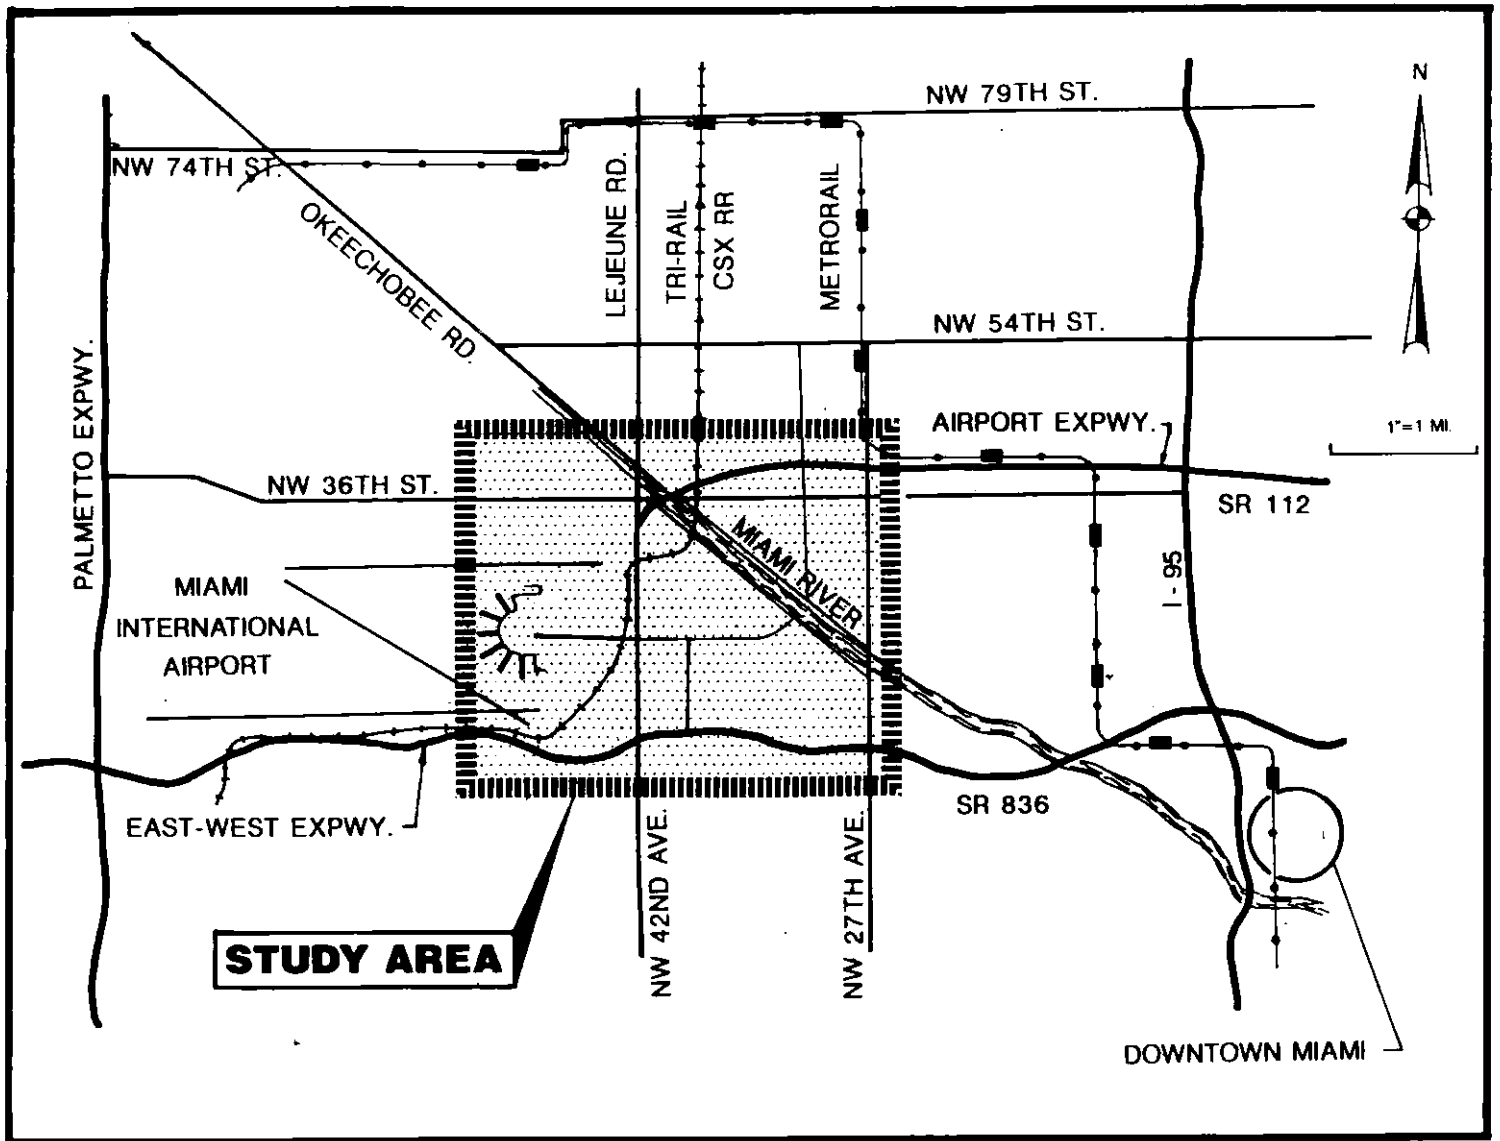 N
NW 79TH ST.
NW 74TH ST.
OKEECHOBEE RD.
LEJEUNE RD.
TRI-RAIL
CSX RR
METRORAIL
NW 54TH ST.
PALMETTO EXPWY.
AIRPORT EXPWY.
1"=1 MI.
NW 36TH ST.
SR 112
MIAMI RIVER
I-95
MIAMI
INTERNATIONAL
AIRPORT
EAST-WEST EXPWY.
SR 836
NW 42ND AVE.
NW 27TH AVE.
STUDY AREA
DOWNTOWN MIAMI